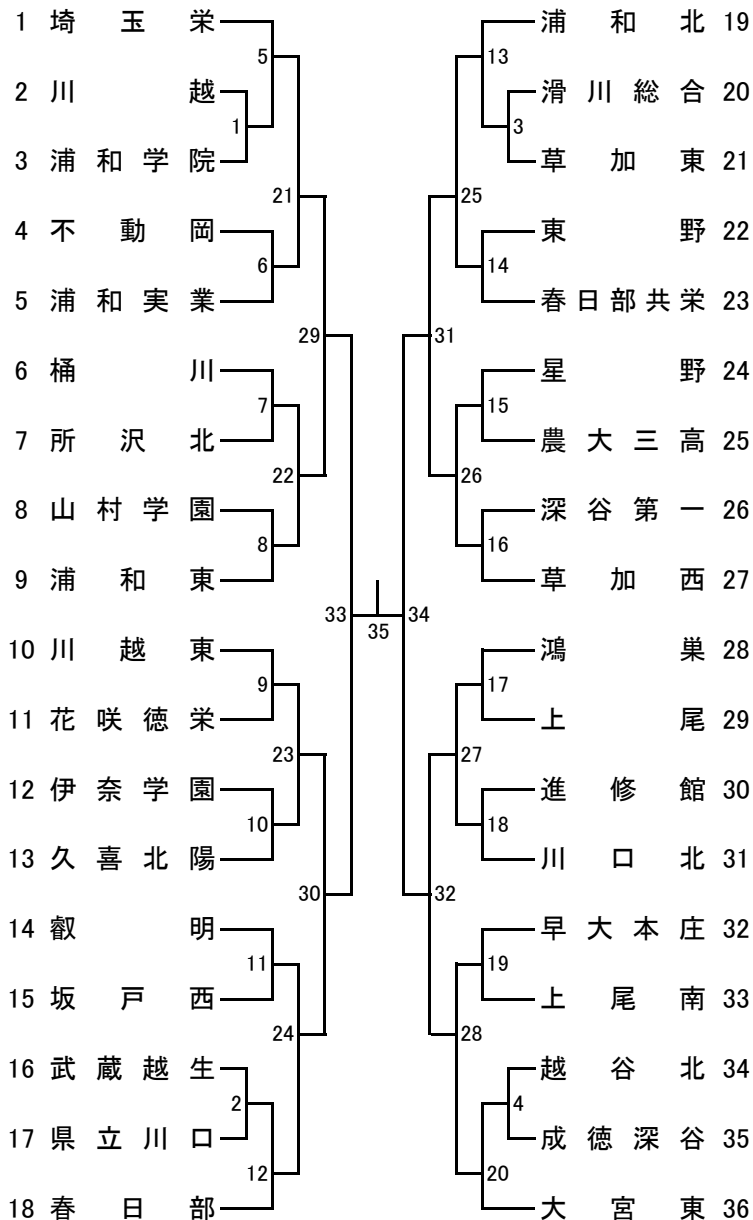 1 埼玉栄
2 川越
3 浦和学院
4 不動岡
5 浦和実業
6 桶川
7 所沢北
8 山村学園
9 浦和東
10 川越東
11 花咲徳栄
12 伊奈学園
13 久喜北陽
14 叡明
15 坂戸西
16 武蔵越生
17 県立川口
18 春日部
5
1
21
6
29
7
22
8
33
9
23
10
30
11
24
2
12
35
34
13
3
25
14
31
15
26
16
17
27
18
32
19
28
4
20
浦和北 19
滑川総合 20
草加東 21
東野 22
春日部共栄 23
星野 24
農大三高 25
深谷第一 26
草加西 27
鴻巣 28
上尾 29
進修館 30
川口北 31
早大本庄 32
上尾南 33
越谷北 34
成徳深谷 35
大宮東 36